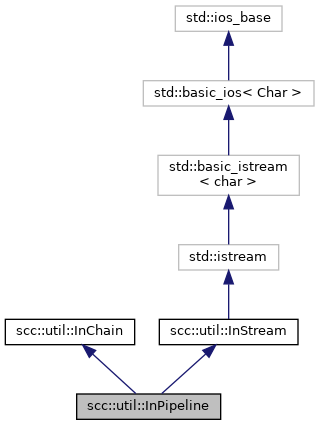 std::ios_base
std::basic_ios< Char >
std::basic_istream
< char >
std::istream
scc::util::InChain
scc::util::InStream
scc::util::InPipeline